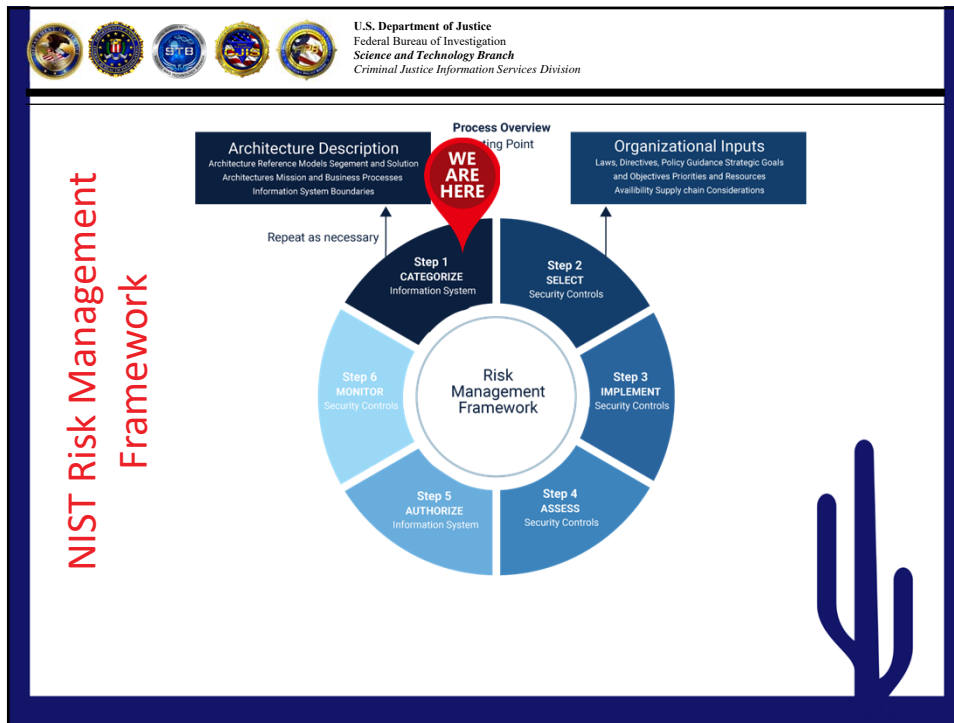 U.S. Department of Justice
Federal Bureau of Investigation
Science and Technology Branch
Criminal Justice Information Services Division
STB
CJIS
NIST Risk Management
Framework
Process Overview
ting Point
WE
ARE
HERE
Architecture Description
Architecture Reference Models Segement and Solution
Architectures Mission and Business Processes
Information System Boundaries
Organizational Inputs
Laws, Directives, Policy Guidance Strategic Goals
and Objectives Priorities and Resources
Availibility Supply chain Considerations
Repeat as necessary
Step 1
CATEGORIZE
Information System
Step 2
SELECT
Security Controls
Step 3
IMPLEMENT
Security Controls
Step 4
ASSESS
Security Controls
Step 5
AUTHORIZE
Information System
Step 6
MONITOR
Security Controls
Risk
Management
Framework